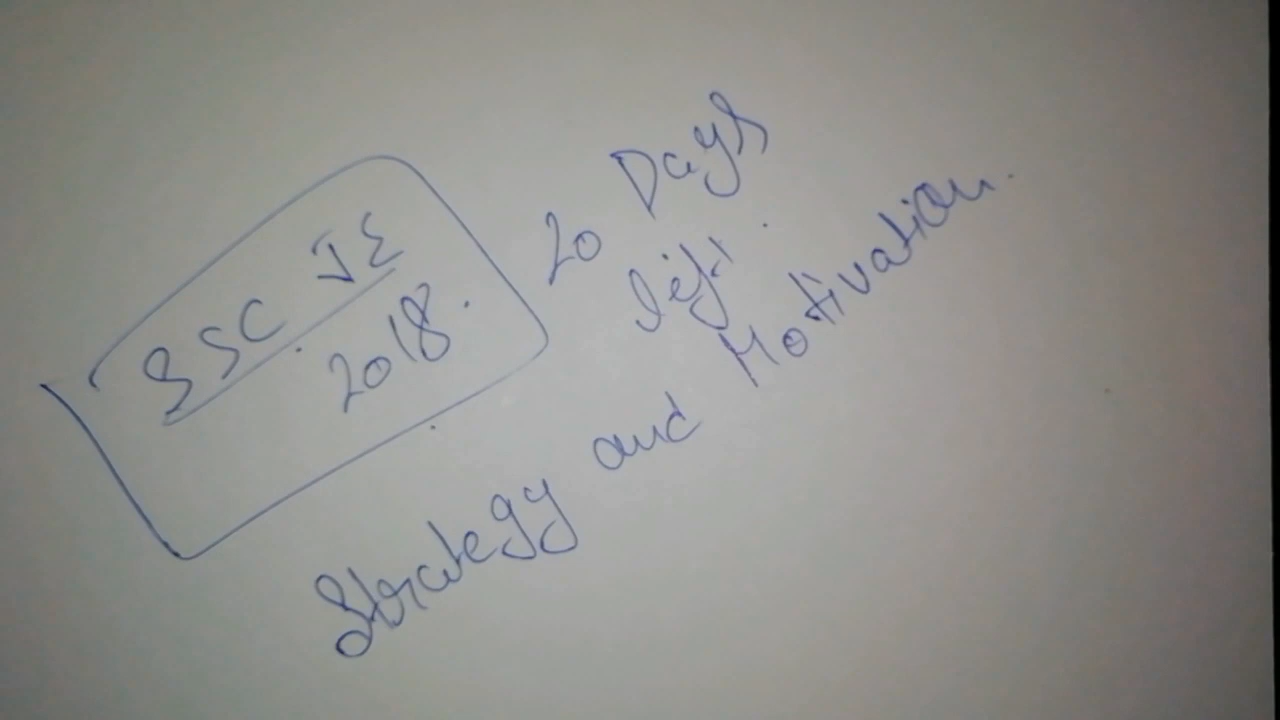 SSC JE
2018.
20 Days
left.
Strategy and Motivation.